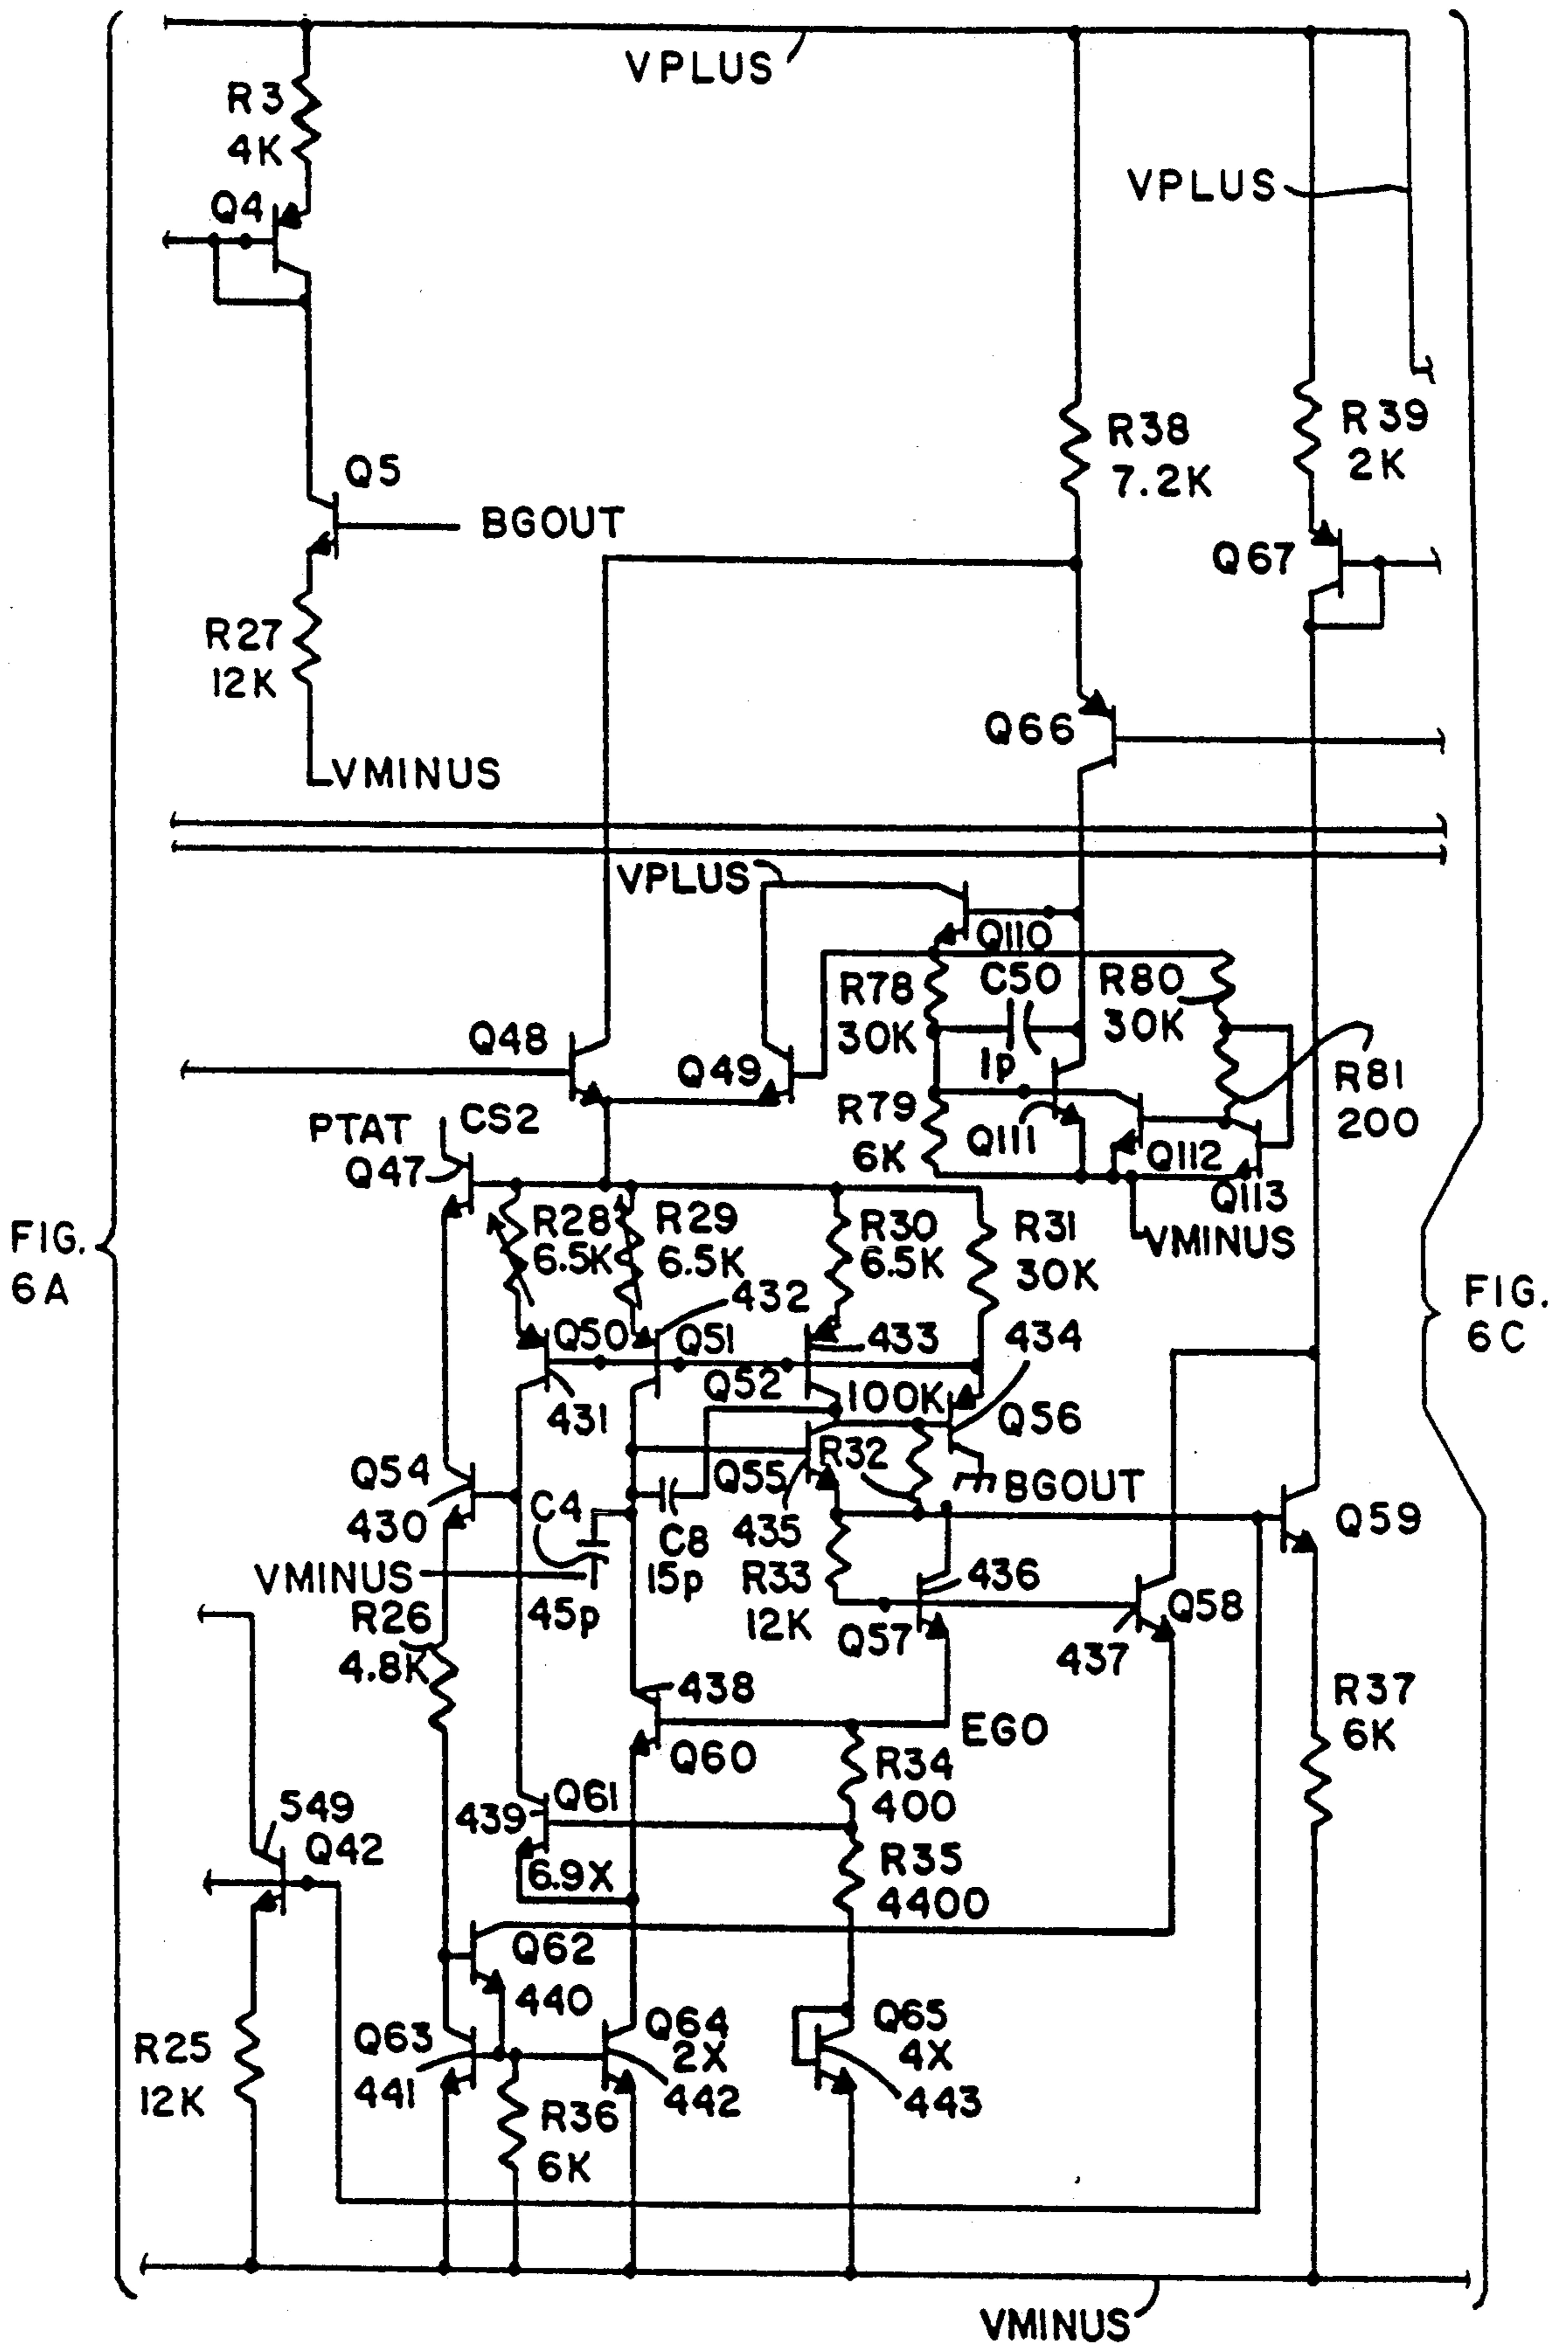 VPLUS
R3
4K
VPLUS
Q4
R38
7.2K
R39
2K
Q5
BGOUT
Q67
R27
12K
Q66
VMINUS
VPLUS
Q110
R78
30K
C50
1p
R80
30K
Q48
Q49
R81
200
PTAT
CS2
Q47
R79
6K
Q111
Q112
Q113
VMINUS
R28
6.5K
R29
6.5K
R30
6.5K
R31
30K
FIG.
6A
FIG.
6C
432
Q50
Q51
433
434
431
Q52
100K
Q56
Q54
430
R32
Q55
435
BGOUT
C4
C8
15p
Q59
VMINUS
45p
R33
12K
436
R26
4.8K
Q57
Q58
437
438
Q60
EGO
R37
6K
R34
400
439
Q61
6.9X
549
Q42
R35
4400
Q62
440
Q63
441
Q64
2X
442
Q65
4X
443
R25
12K
R36
6K
VMINUS